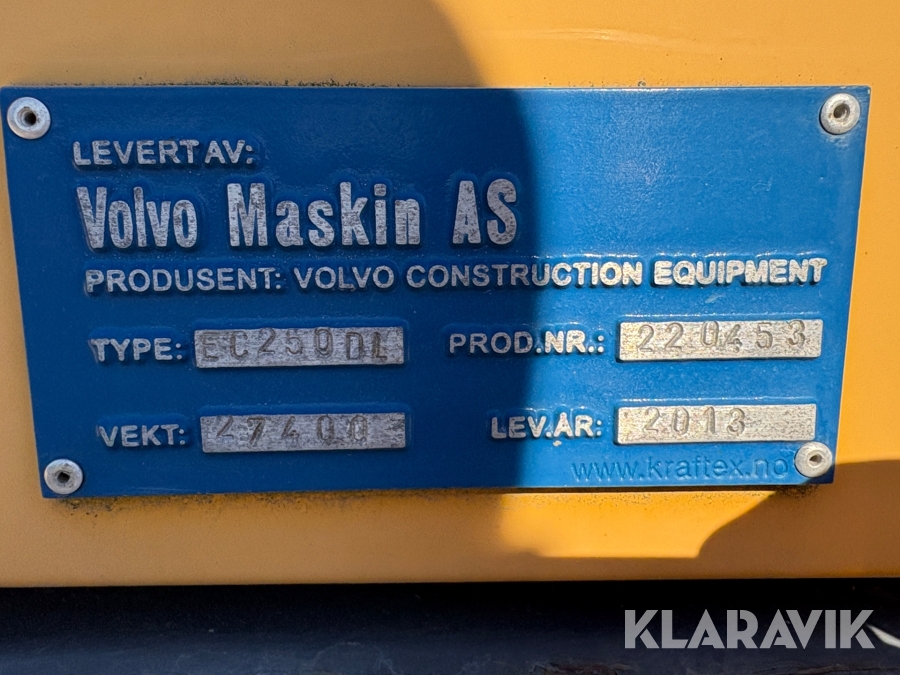 LEVERT AV:
Volvo Maskin AS
PRODUSENT: VOLVO CONSTRUCTION EQUIPMENT
TYPE: EC250DL PROD.NR.: 220453
VEKT: 27400 LEV.ÅR: 2013
www.kraftex.no
KLARAVIK